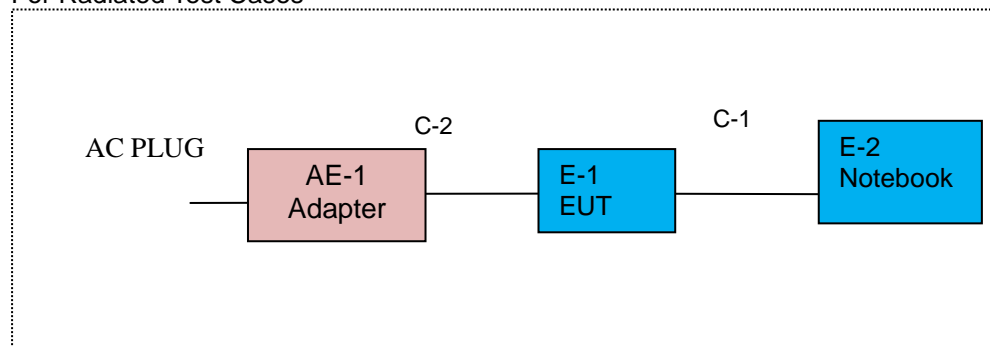 For Radiated Test Cases
AC PLUG
C-2
C-1
AE-1
Adapter
E-1
EUT
E-2
Notebook